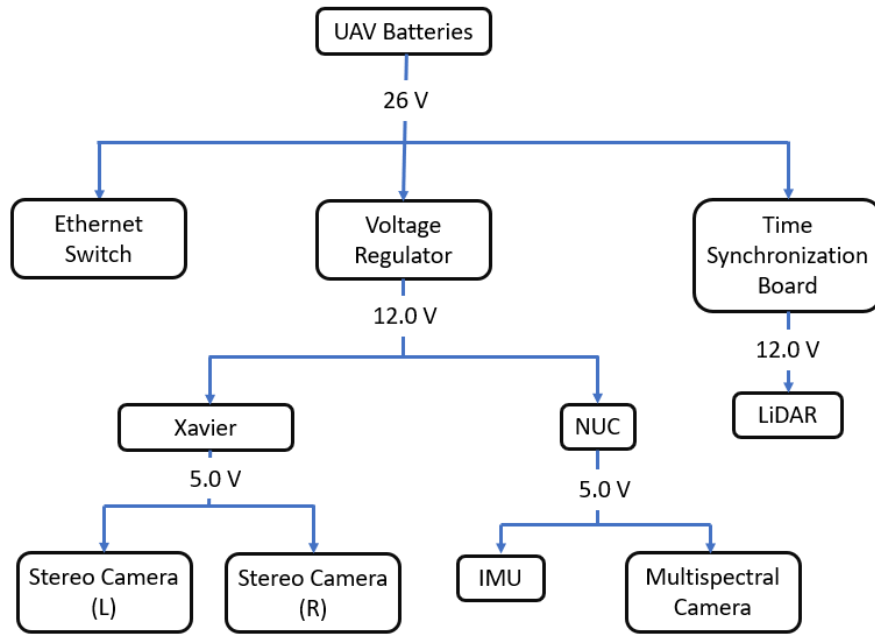 UAV Batteries
26 V
Ethernet
Switch
Voltage
Regulator
Time
Synchronization
Board
12.0 V
12.0 V
Xavier
NUC
LiDAR
5.0 V
5.0 V
Stereo Camera
(L)
Stereo Camera
(R)
IMU
Multispectral
Camera